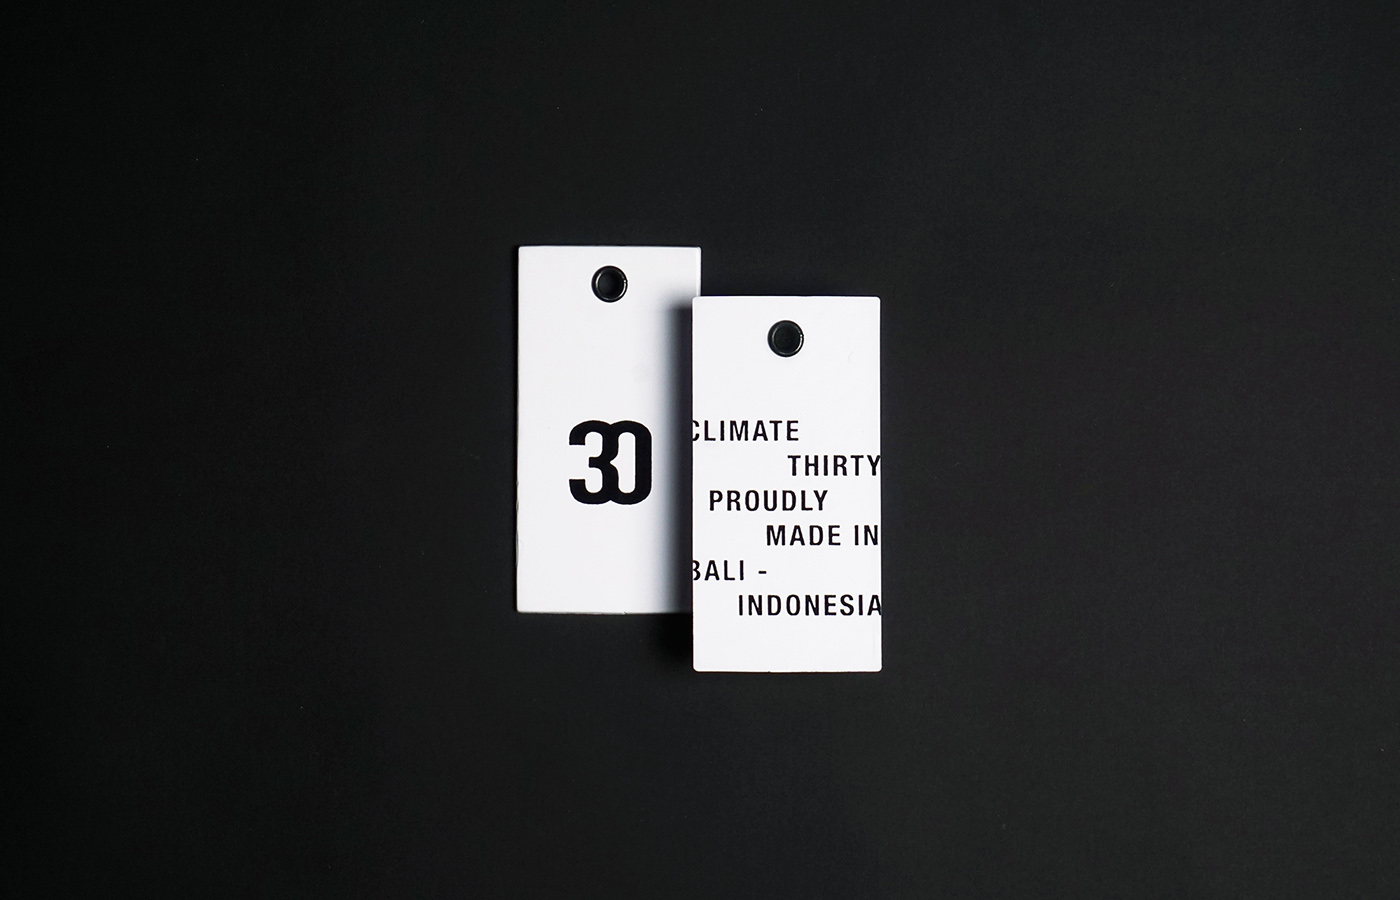 30
CLIMATE
THIRTY
PROUDLY
MADE IN
BALI -
INDONESIA